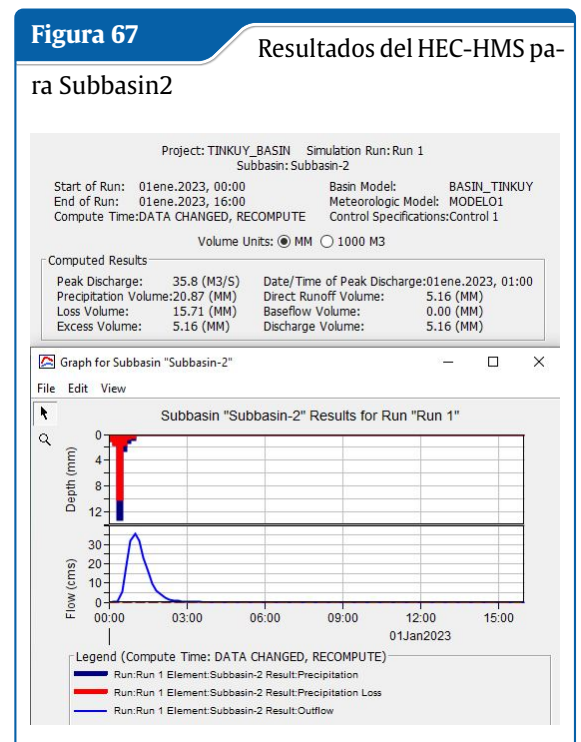 Figura 67
Resultados del HEC-HMS pa-
ra Subbasin2
Project: TINKUY_BASIN Simulation Run: Run 1
Subbasin: Subbasin-2
Start of Run: 01ene.2023, 00:00 Basin Model: BASIN_TINKUY
End of Run: 01ene.2023, 16:00 Meteorologic Model: MODELO1
Compute Time:DATA CHANGED, RECOMPUTE Control Specifications:Control 1
Volume Units: MM 1000 M3
Computed Results
Peak Discharge: 35.8 (M3/S) Date/Time of Peak Discharge:01ene.2023, 01:00
Precipitation Volume:20.87 (MM) Direct Runoff Volume: 5.16 (MM)
Loss Volume: 15.71 (MM) Baseflow Volume: 0.00 (MM)
Excess Volume: 5.16 (MM) Discharge Volume: 5.16 (MM)
Graph for Subbasin "Subbasin-2"
File Edit View
Subbasin "Subbasin-2" Results for Run "Run 1"
Depth (mm)
0
4
8
12
Flow (cms)
30
20
10
0
00:00 03:00 06:00 09:00 12:00 15:00
01Jan2023
Legend (Compute Time: DATA CHANGED, RECOMPUTE)
Run:Run 1 Element:Subbasin-2 Result:Precipitation
Run:Run 1 Element:Subbasin-2 Result:Precipitation Loss
Run:Run 1 Element:Subbasin-2 Result:Outflow